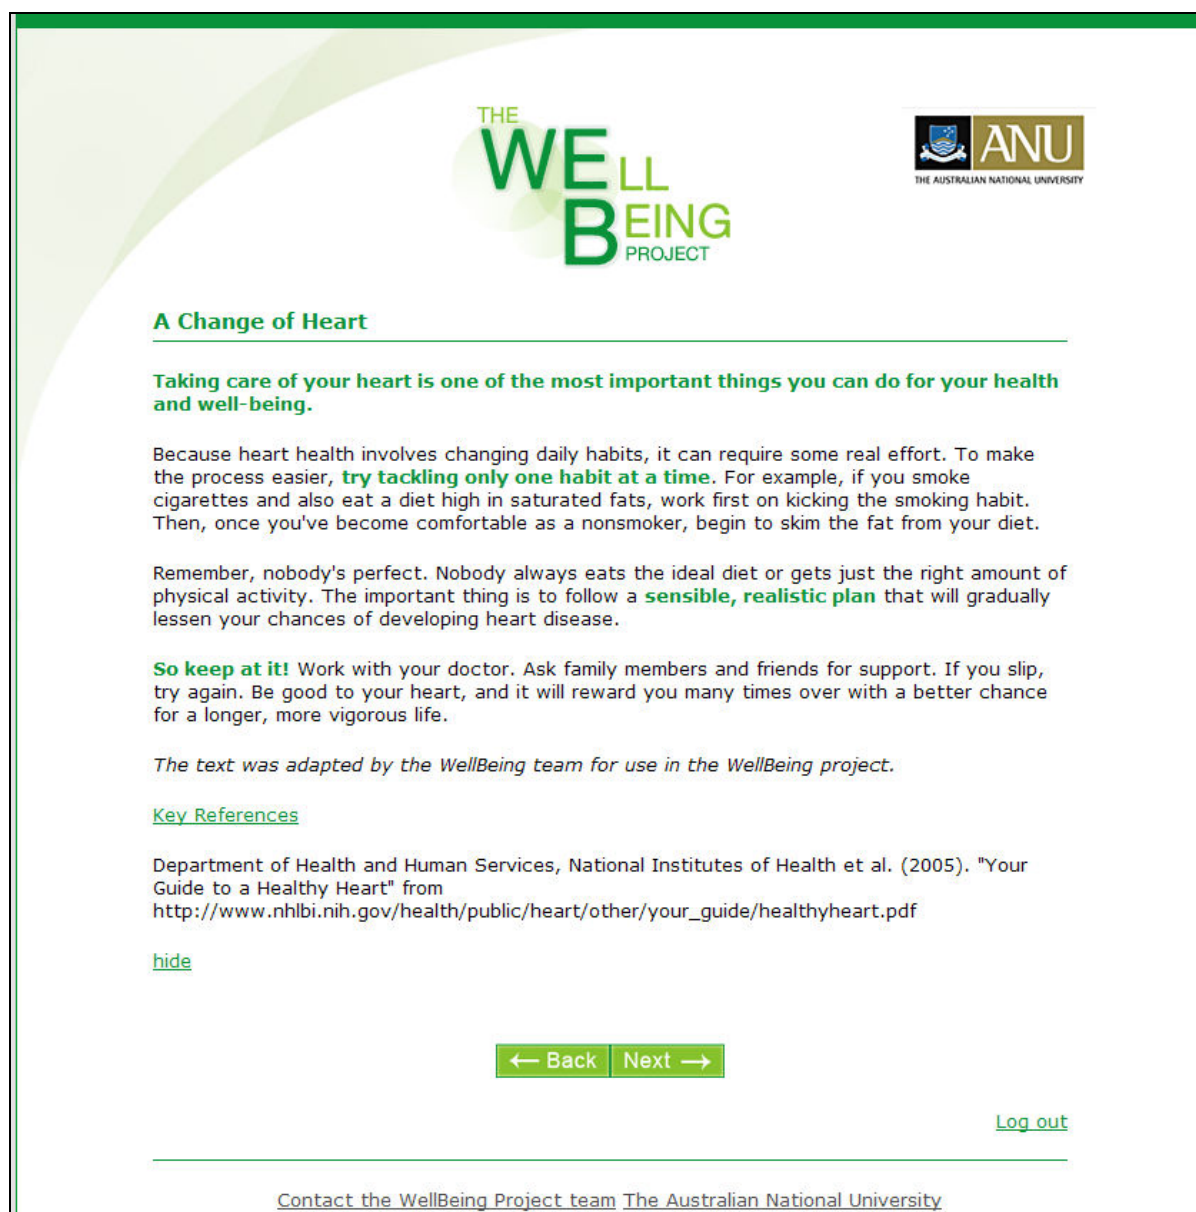 THE
WELL
BEING
PROJECT
ANU
THE AUSTRALIAN NATIONAL UNIVERSITY
A Change of Heart
Taking care of your heart is one of the most important things you can do for your health
and well-being.
Because heart health involves changing daily habits, it can require some real effort. To make
the process easier, try tackling only one habit at a time. For example, if you smoke
cigarettes and also eat a diet high in saturated fats, work first on kicking the smoking habit.
Then, once you've become comfortable as a nonsmoker, begin to skim the fat from your diet.
Remember, nobody's perfect. Nobody always eats the ideal diet or gets just the right amount of
physical activity. The important thing is to follow a sensible, realistic plan that will gradually
lessen your chances of developing heart disease.
So keep at it! Work with your doctor. Ask family members and friends for support. If you slip,
try again. Be good to your heart, and it will reward you many times over with a better chance
for a longer, more vigorous life.
The text was adapted by the WellBeing team for use in the WellBeing project.
Key References
Department of Health and Human Services, National Institutes of Health et al. (2005). "Your
Guide to a Healthy Heart" from
http://www.nhlbi.nih.gov/health/public/heart/other/your_guide/healthyheart.pdf
hide
← Back Next →
Log out
Contact the WellBeing Project team The Australian National University